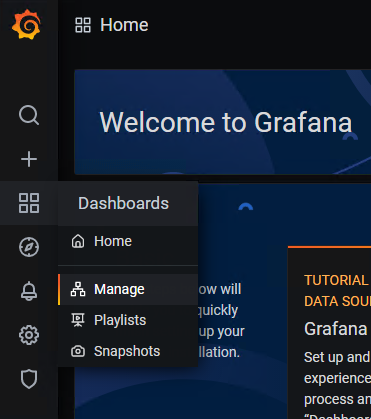 Home
Welcome to Grafana
Dashboards
Home
Manage
Playlists
Snapshots
ow will
quickly
up your
llation.
TUTORIAL
DATA SOU
Grafana
Set up and
experience
process an
"Dashboard